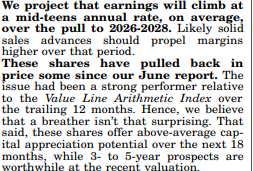 We project that earnings will climb at
a mid-teens annual rate, on average,
over the pull to 2026-2028. Likely solid
sales advances should propel margins
higher over that period.
These shares have pulled back in
price some since our June report. The
issue had been a strong performer relative
to the Value Line Arithmetic Index over
the trailing 12 months. Hence, we believe
that a breather isn't that surprising. That
said, these shares offer above-average cap-
ital appreciation potential over the next 18
months, while 3- to 5-year prospects are
worthwhile at the recent valuation.